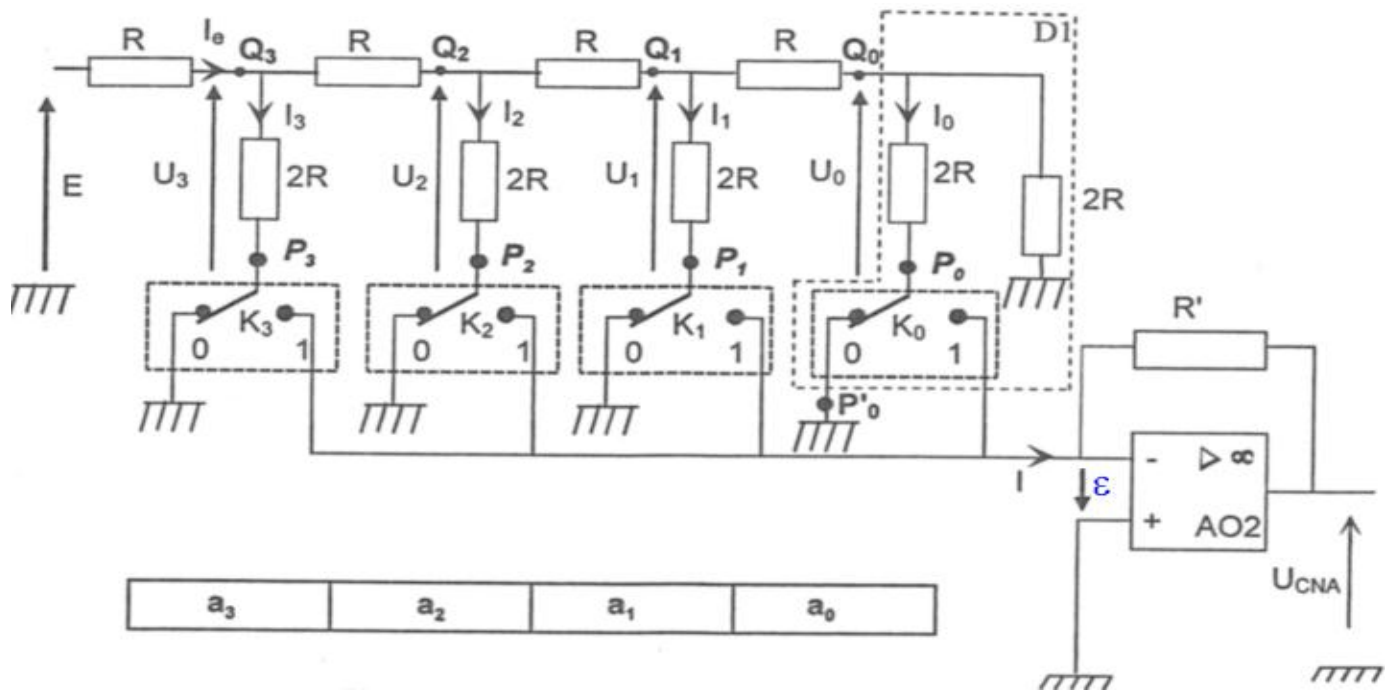 D1
R Ie Q3 R Q2 R Q1 R Q0
I3 I2 I1 I0
E U3 2R U2 2R U1 2R U0 2R 2R
P3 P2 P1 P0
K3 K2 K1 K0
0 1 0 1 0 1 0 1
R'
P'0
I ε - ▷ ∞
+ AO2
UCNA
a3 a2 a1 a0